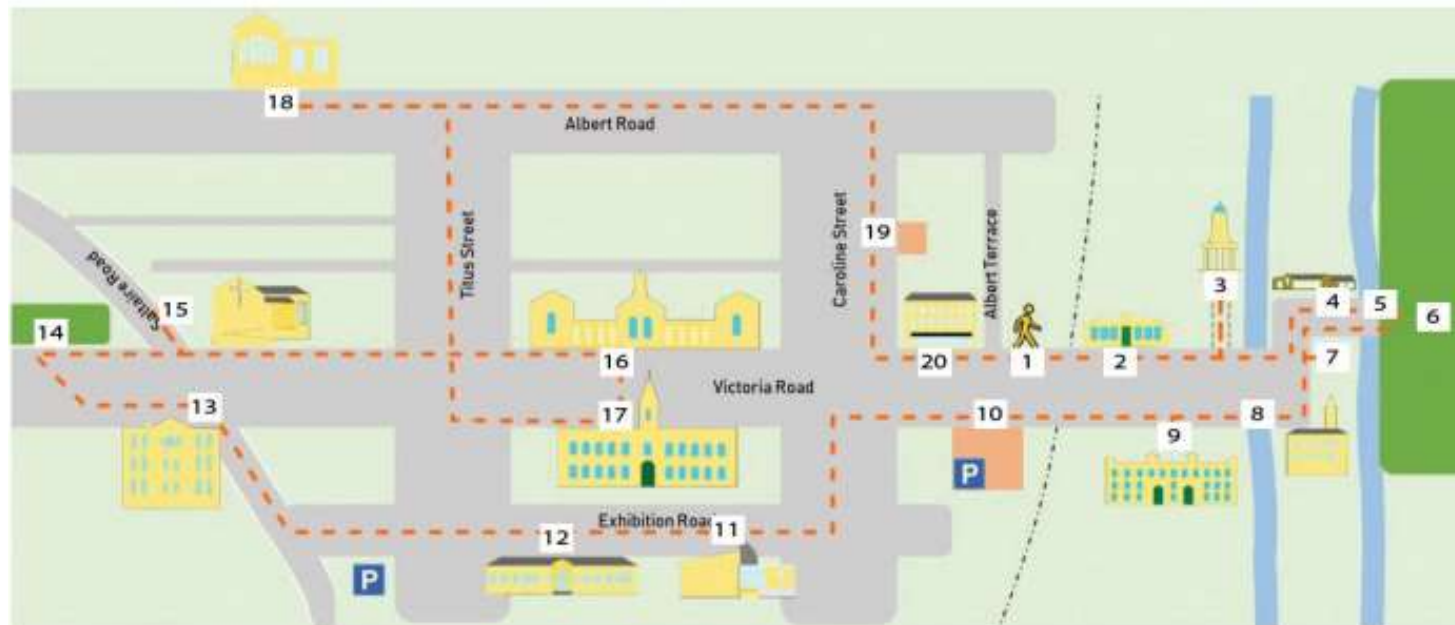 18
Albert Road
Titus Street
Caroline Street
19
Albert Terrace
3
Saltaire Road
15
4
5
6
14
16
20
1
2
7
Victoria Road
13
17
10
8
9
P
Exhibition Road
11
12
P